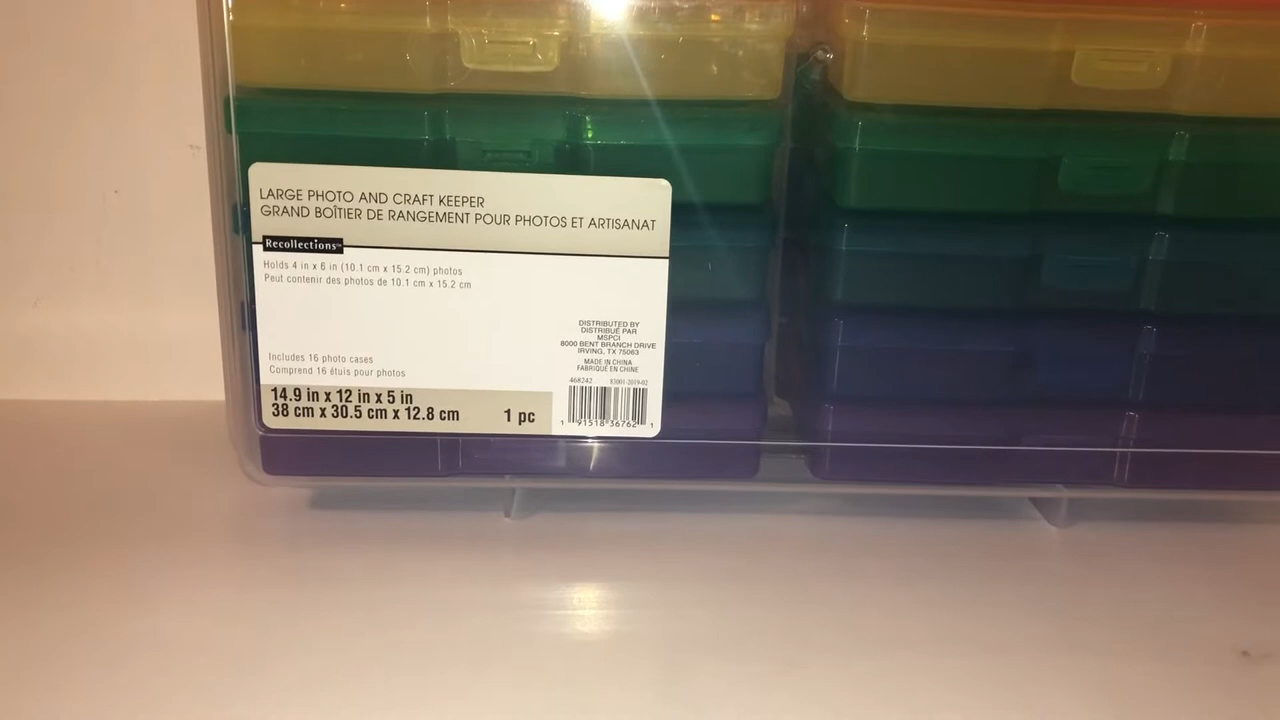 LARGE PHOTO AND CRAFT KEEPER
GRAND BOÎTIER DE RANGEMENT POUR PHOTOS ET ARTISANAT
Recollections™
Holds 4 in x 6 in (10.1 cm x 15.2 cm) photos
Peut contenir des photos de 10.1 cm x 15.2 cm
DISTRIBUTED BY
DISTRIBUÉ PAR
MSPCI
8000 BENT BRANCH DRIVE
IRVING, TX 75063
MADE IN CHINA
FABRIQUÉ EN CHINE
Includes 16 photo cases
Comprend 16 étuis pour photos
14.9 in x 12 in x 5 in
38 cm x 30.5 cm x 12.8 cm
1 pc
468242 83001-2019-02
1 91518 36762 1